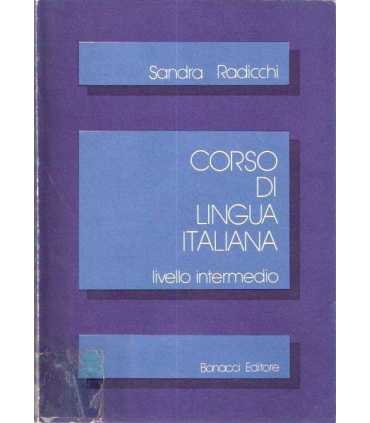 Sandra Radicchi
CORSO
DI
LINGUA
ITALIANA
livello intermedio
Bonacci Editore